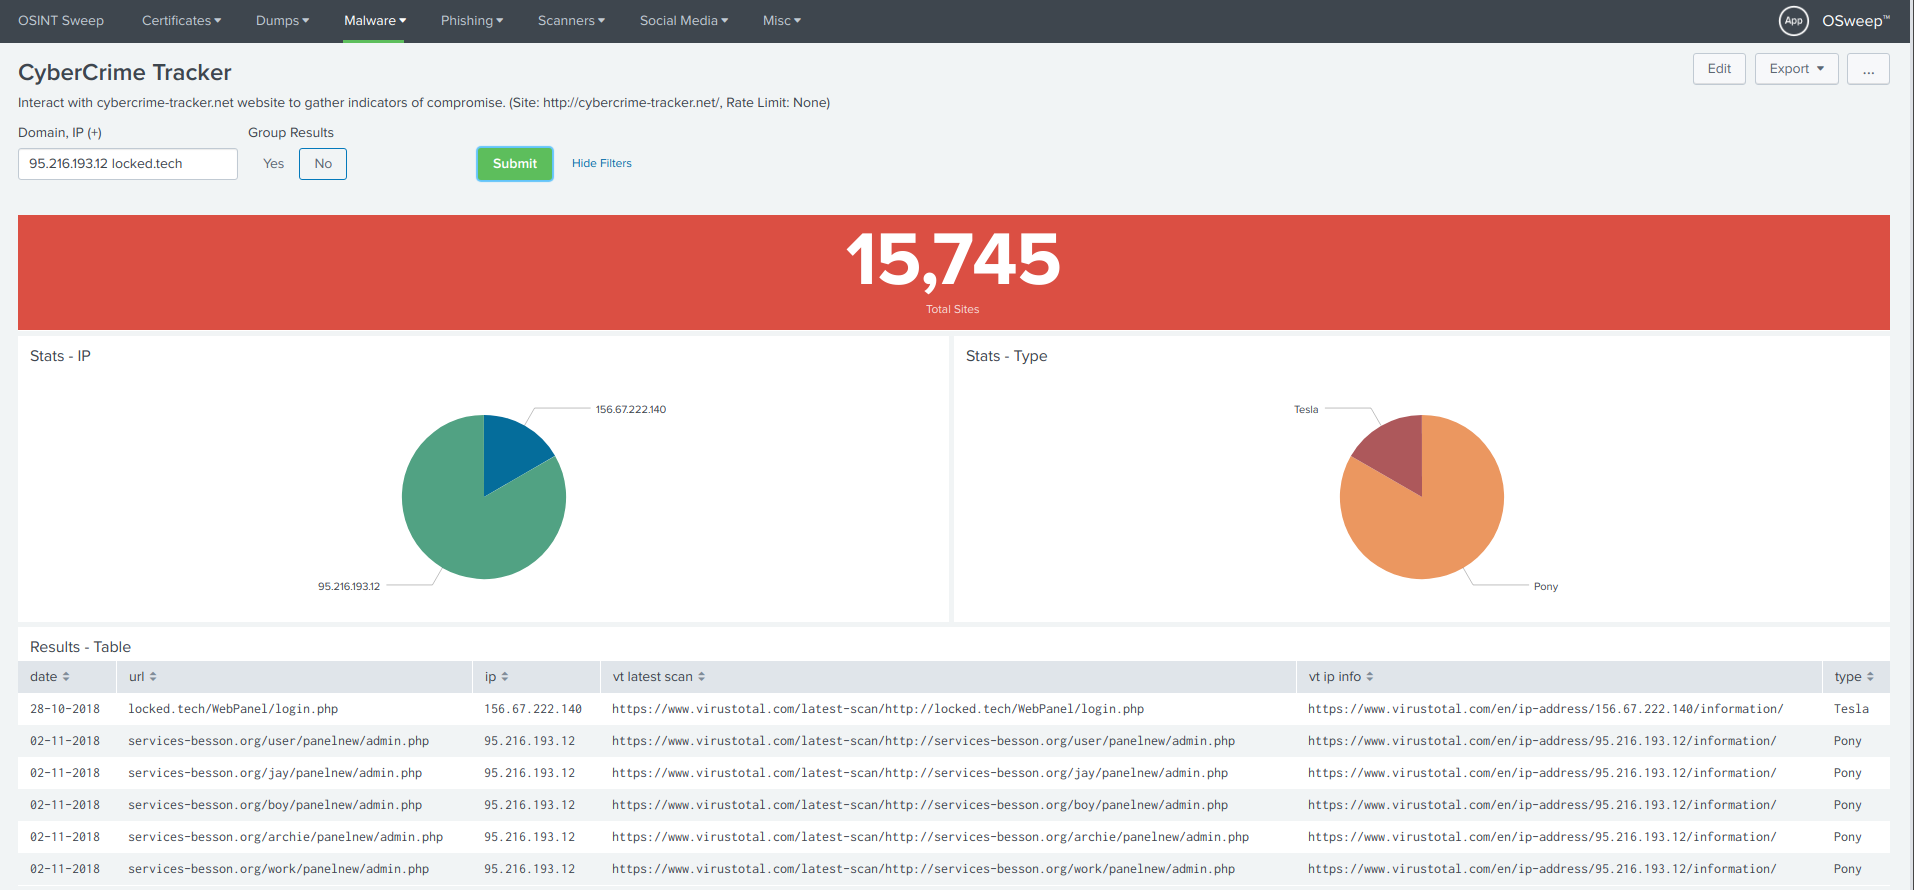 OSINT Sweep Certificates Dumps Malware Phishing Scanners Social Media Misc App OSweep™
CyberCrime Tracker Edit Export ...
Interact with cybercrime-tracker.net website to gather indicators of compromise. (Site: http://cybercrime-tracker.net/, Rate Limit: None)
Domain, IP (+) Group Results
95.216.193.12 locked.tech Yes No Submit Hide Filters
15,745
Total Sites
Stats - IP
156.67.222.140
95.216.193.12
Stats - Type
Tesla
Pony
Results - Table
date url ip vt latest scan vt ip info type
28-10-2018 locked.tech/WebPanel/login.php 156.67.222.140 https://www.virustotal.com/latest-scan/http://locked.tech/WebPanel/login.php https://www.virustotal.com/en/ip-address/156.67.222.140/information/ Tesla
02-11-2018 services-besson.org/user/panelnew/admin.php 95.216.193.12 https://www.virustotal.com/latest-scan/http://services-besson.org/user/panelnew/admin.php https://www.virustotal.com/en/ip-address/95.216.193.12/information/ Pony
02-11-2018 services-besson.org/jay/panelnew/admin.php 95.216.193.12 https://www.virustotal.com/latest-scan/http://services-besson.org/jay/panelnew/admin.php https://www.virustotal.com/en/ip-address/95.216.193.12/information/ Pony
02-11-2018 services-besson.org/boy/panelnew/admin.php 95.216.193.12 https://www.virustotal.com/latest-scan/http://services-besson.org/boy/panelnew/admin.php https://www.virustotal.com/en/ip-address/95.216.193.12/information/ Pony
02-11-2018 services-besson.org/archie/panelnew/admin.php 95.216.193.12 https://www.virustotal.com/latest-scan/http://services-besson.org/archie/panelnew/admin.php https://www.virustotal.com/en/ip-address/95.216.193.12/information/ Pony
02-11-2018 services-besson.org/work/panelnew/admin.php 95.216.193.12 https://www.virustotal.com/latest-scan/http://services-besson.org/work/panelnew/admin.php https://www.virustotal.com/en/ip-address/95.216.193.12/information/ Pony